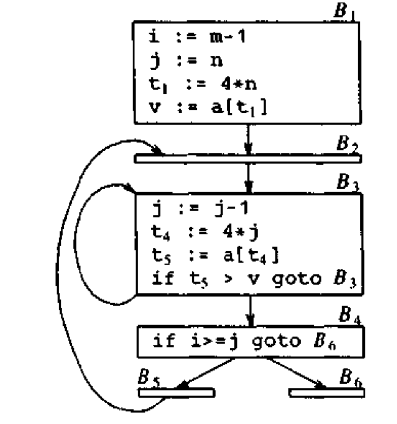 B₁
i := m-1
j := n
t₁ := 4*n
v := a[t₁]
B₂
B₃
j := j-1
t₄ := 4*j
t₅ := a[t₄]
if t₅ > v goto B₃
B₄
if i>=j goto B₆
B₅ B₆